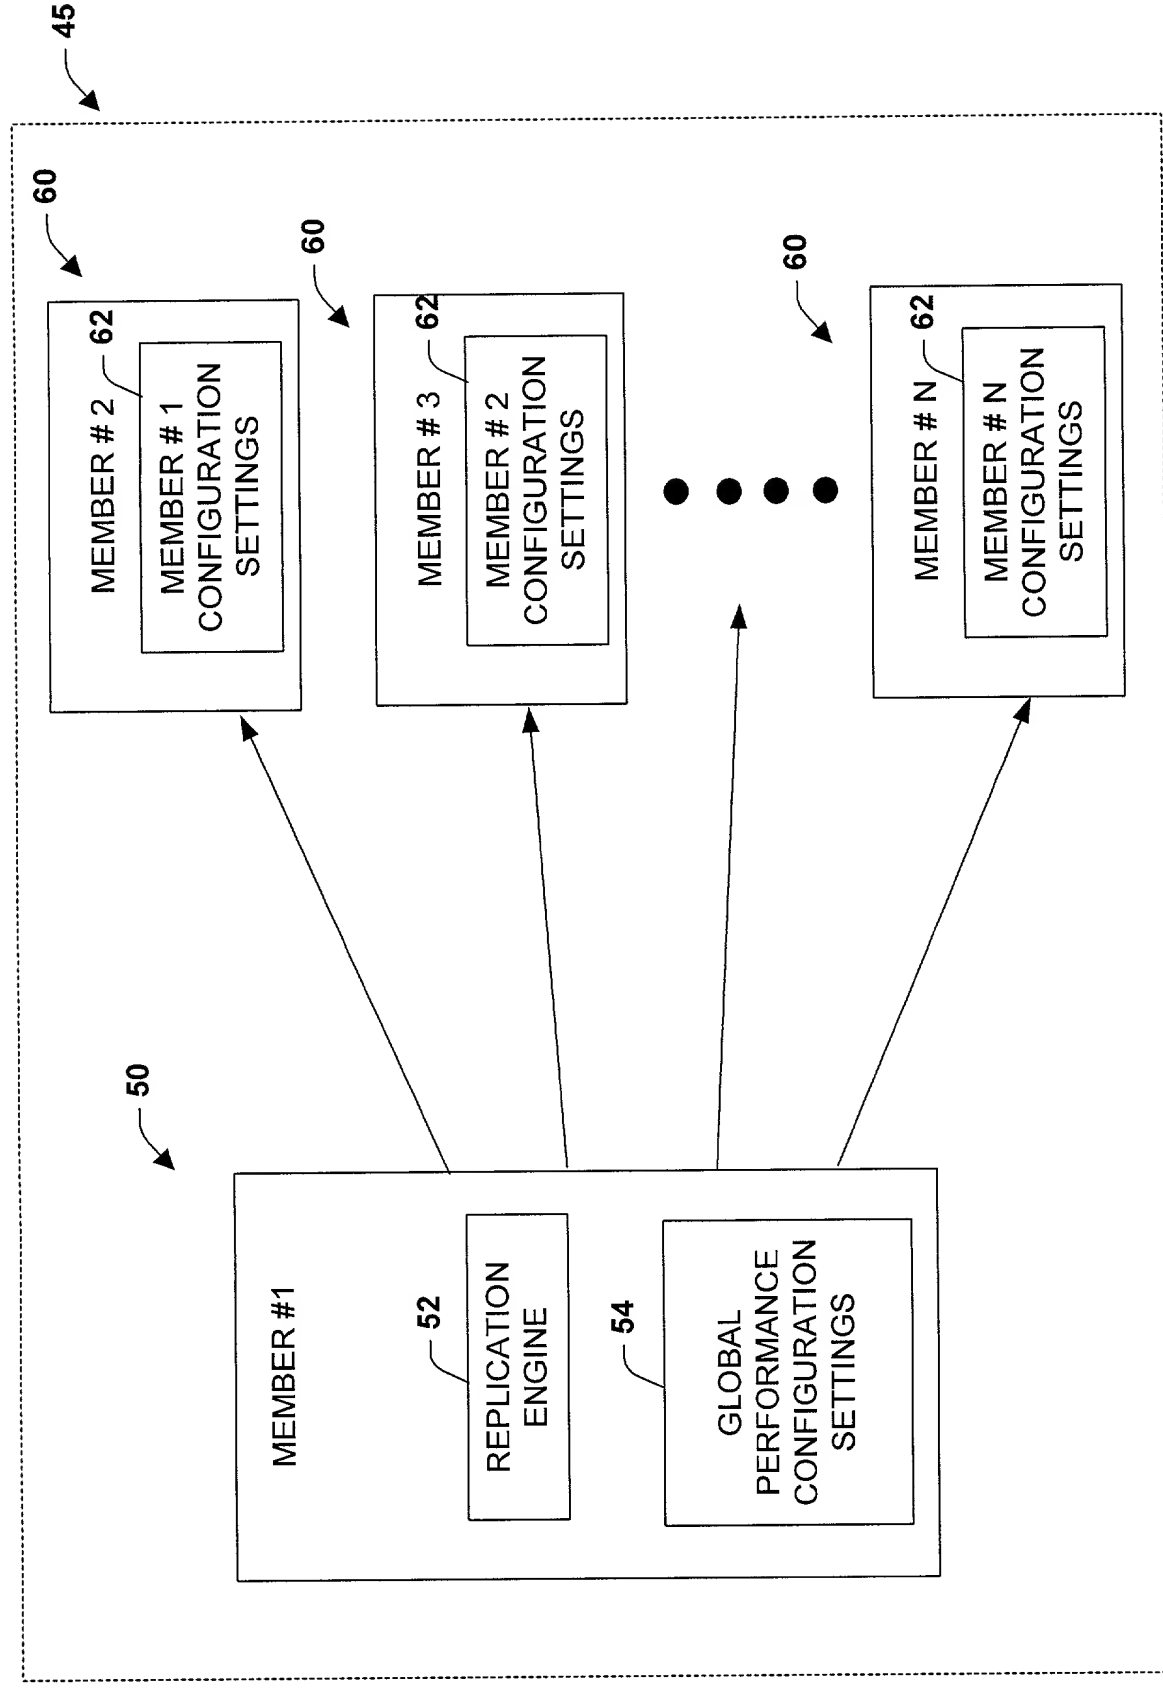 45
50
MEMBER #1
52
REPLICATION
ENGINE
54
GLOBAL
PERFORMANCE
CONFIGURATION
SETTINGS
60
MEMBER # 2
62
MEMBER # 1
CONFIGURATION
SETTINGS
60
MEMBER # 3
62
MEMBER # 2
CONFIGURATION
SETTINGS
60
MEMBER # N
62
MEMBER # N
CONFIGURATION
SETTINGS